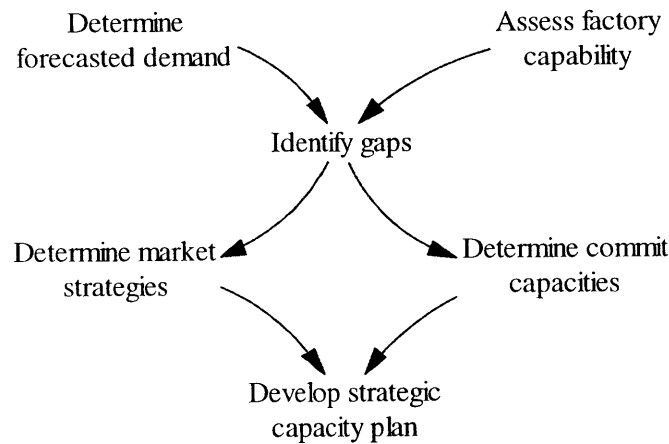 Determine
forecasted demand
Assess factory
capability
Identify gaps
Determine market
strategies
Determine commit
capacities
Develop strategic
capacity plan